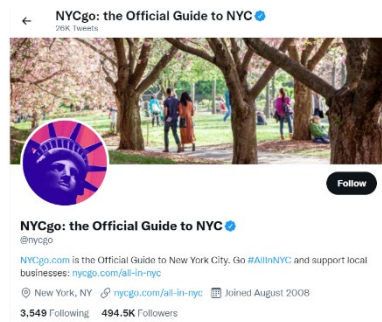 NYCgo: the Official Guide to NYC
26K Tweets
Follow
NYCgo: the Official Guide to NYC
@nycgo
NYCgo.com is the Official Guide to New York City. Go #AllInNYC and support local
businesses: nycgo.com/all-in-nyc
New York, NY nycgo.com/all-in-nyc Joined August 2008
3,549 Following 494.5K Followers